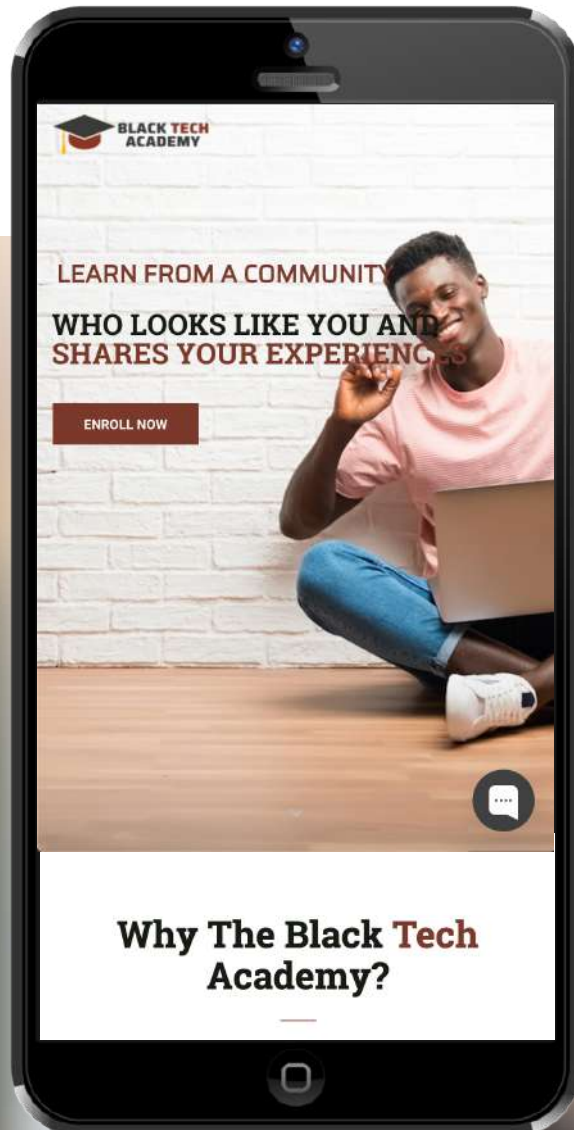 BLACK TECH
ACADEMY
LEARN FROM A COMMUNITY
WHO LOOKS LIKE YOU AND
SHARES YOUR EXPERIENCES
ENROLL NOW
Why The Black Tech
Academy?